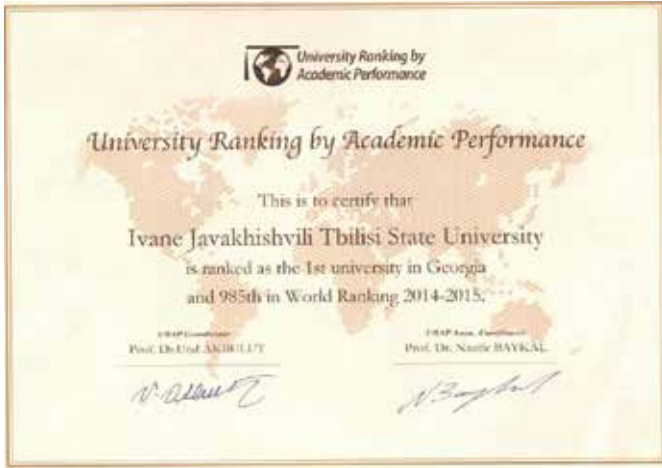 University Ranking by
Academic Performance
University Ranking by Academic Performance
This is to certify that
Ivane Javakhishvili Tbilisi State University
is ranked as the 1st university in Georgia
and 985th in World Ranking 2014-2015.
URAP
Prof. Dr. Ural AKBULUT
URAP
Prof. Dr. Nazife BAYKAL